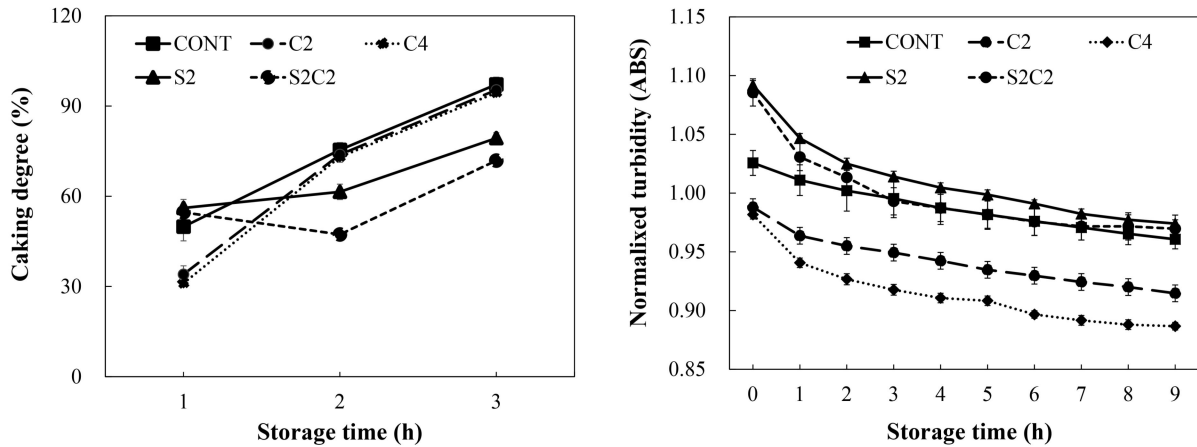 120
90
60
30
0
Caking degree (%)
CONT C2 C4
S2 S2C2
1 2 3
Storage time (h)
1.15
1.10
1.05
1.00
0.95
0.90
0.85
Normalixed turbidity (ABS)
CONT C2 C4
S2 S2C2
0 1 2 3 4 5 6 7 8 9
Storage time (h)